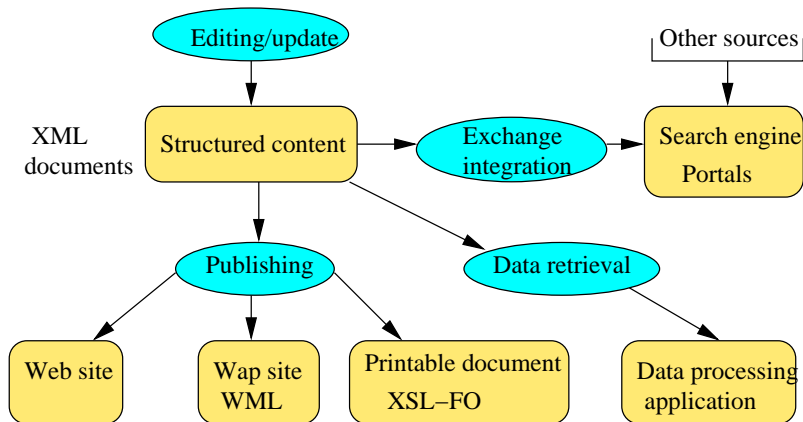 Editing/update
Other sources
XML
documents
Structured content
Exchange
integration
Search engine
Portals
Publishing
Data retrieval
Web site
Wap site
WML
Printable document
XSL–FO
Data processing
application